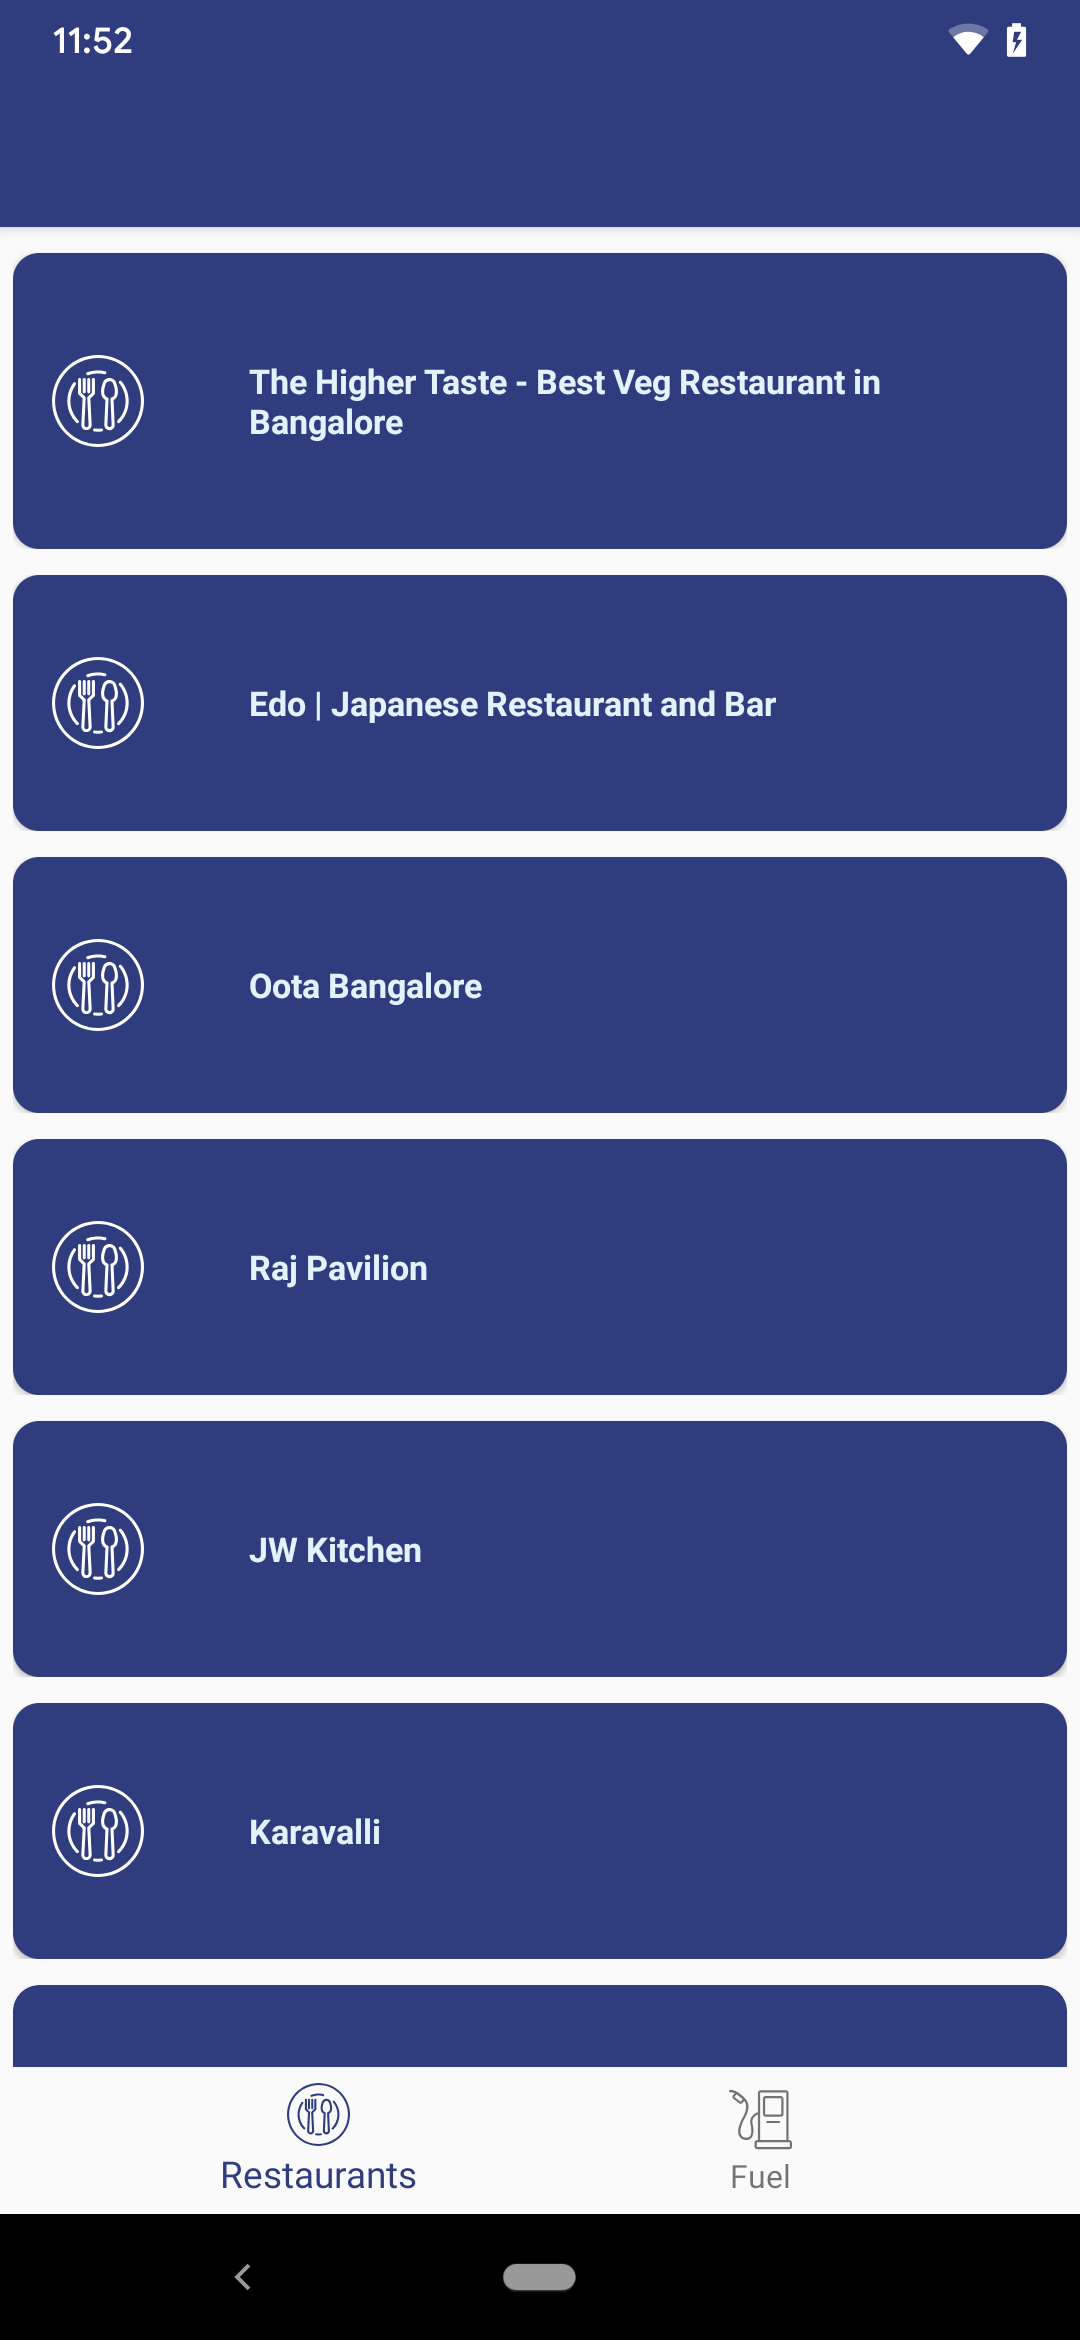 11:52
The Higher Taste - Best Veg Restaurant in
Bangalore
Edo | Japanese Restaurant and Bar
Oota Bangalore
Raj Pavilion
JW Kitchen
Karavalli
Restaurants
Fuel